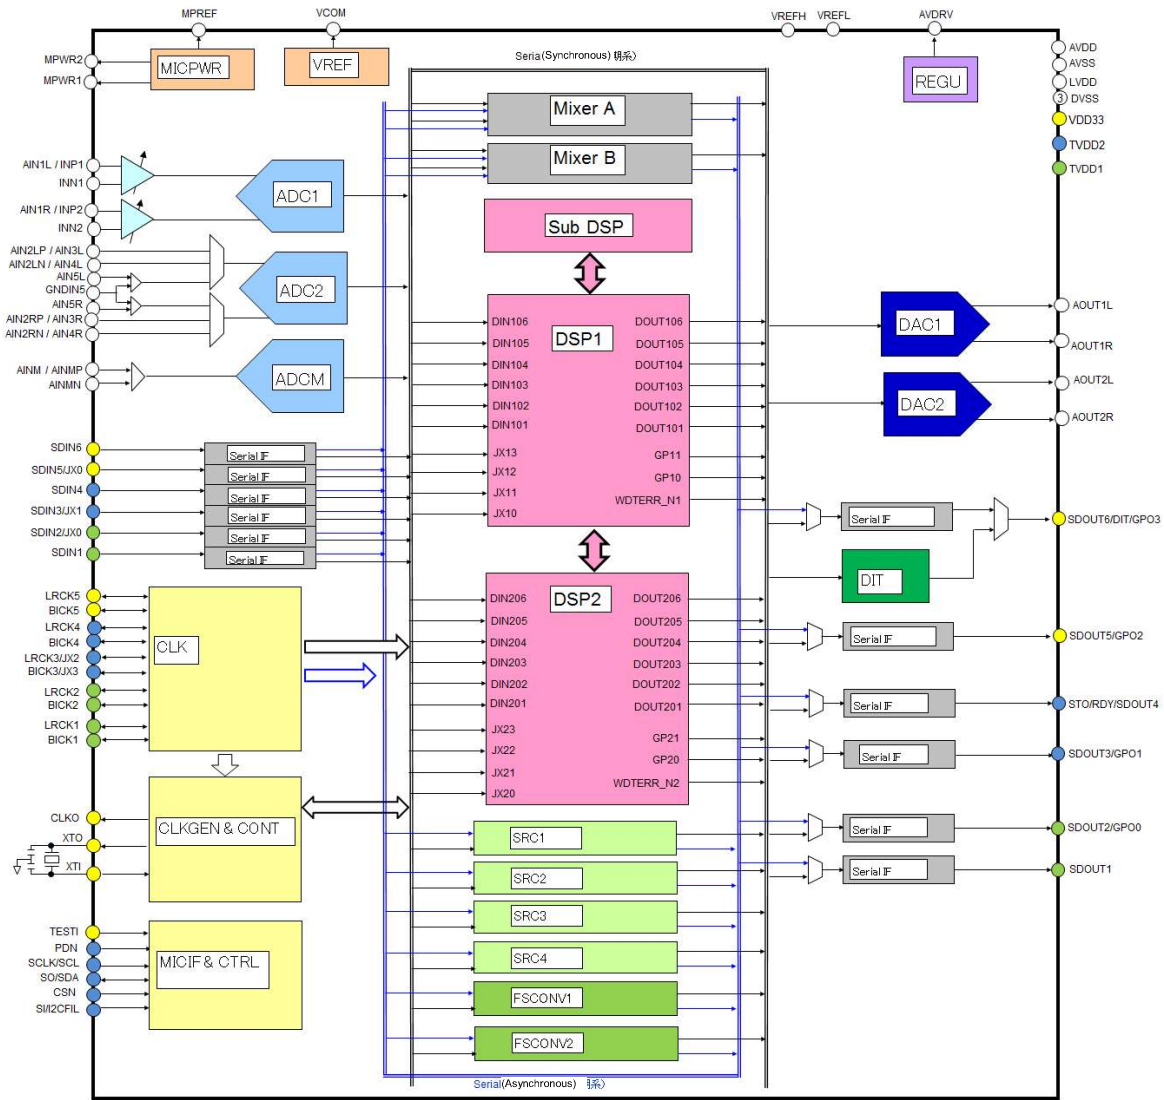 MPREF
VCOM
VREFH
VREFL
AVDRV
MPWR2
MPWR1
MICPWR
VREF
REGU
Seria(Synchronous)
AVDD
AVSS
LVDD
3 DVSS
VDD33
TVDD2
TVDD1
Mixer A
Mixer B
AIN1L / INP1
INN1
AIN1R / INP2
INN2
ADC1
AIN2LP / AIN3L
AIN2LN / AIN4L
AIN5L
GNDIN5
AIN5R
AIN2RP / AIN3R
AIN2RN / AIN4R
ADC2
AINM / AINMP
AINMN
ADCM
Sub DSP
DSP1
DIN106
DIN105
DIN104
DIN103
DIN102
DIN101
JX13
JX12
JX11
JX10
DOUT106
DOUT105
DOUT104
DOUT103
DOUT102
DOUT101
GP11
GP10
WDTERR_N1
DAC1
AOUT1L
AOUT1R
DAC2
AOUT2L
AOUT2R
SDIN6
SDIN5/JX0
SDIN4
SDIN3/JX1
SDIN2/JX0
SDIN1
Serial IF
Serial IF
Serial IF
Serial IF
Serial IF
Serial IF
Serial IF
SDOUT6/DIT/GPO3
DIT
LRCK5
BICK5
LRCK4
BICK4
LRCK3/JX2
BICK3/JX3
LRCK2
BICK2
LRCK1
BICK1
CLK
DSP2
DIN206
DIN205
DIN204
DIN203
DIN202
DIN201
JX23
JX22
JX21
JX20
DOUT206
DOUT205
DOUT204
DOUT203
DOUT202
DOUT201
GP21
GP20
WDTERR_N2
Serial IF
SDOUT5/GPO2
Serial IF
STO/RDY/SDOUT4
Serial IF
SDOUT3/GPO1
Serial IF
SDOUT2/GPO0
Serial IF
SDOUT1
CLKO
XTO
XTI
CLKGEN & CONT
SRC1
SRC2
SRC3
SRC4
FSCONV1
FSCONV2
TESTI
PDN
SCLK/SCL
SO/SDA
CSN
SI/I2CFIL
MICIF & CTRL
Serial(Asynchronous)